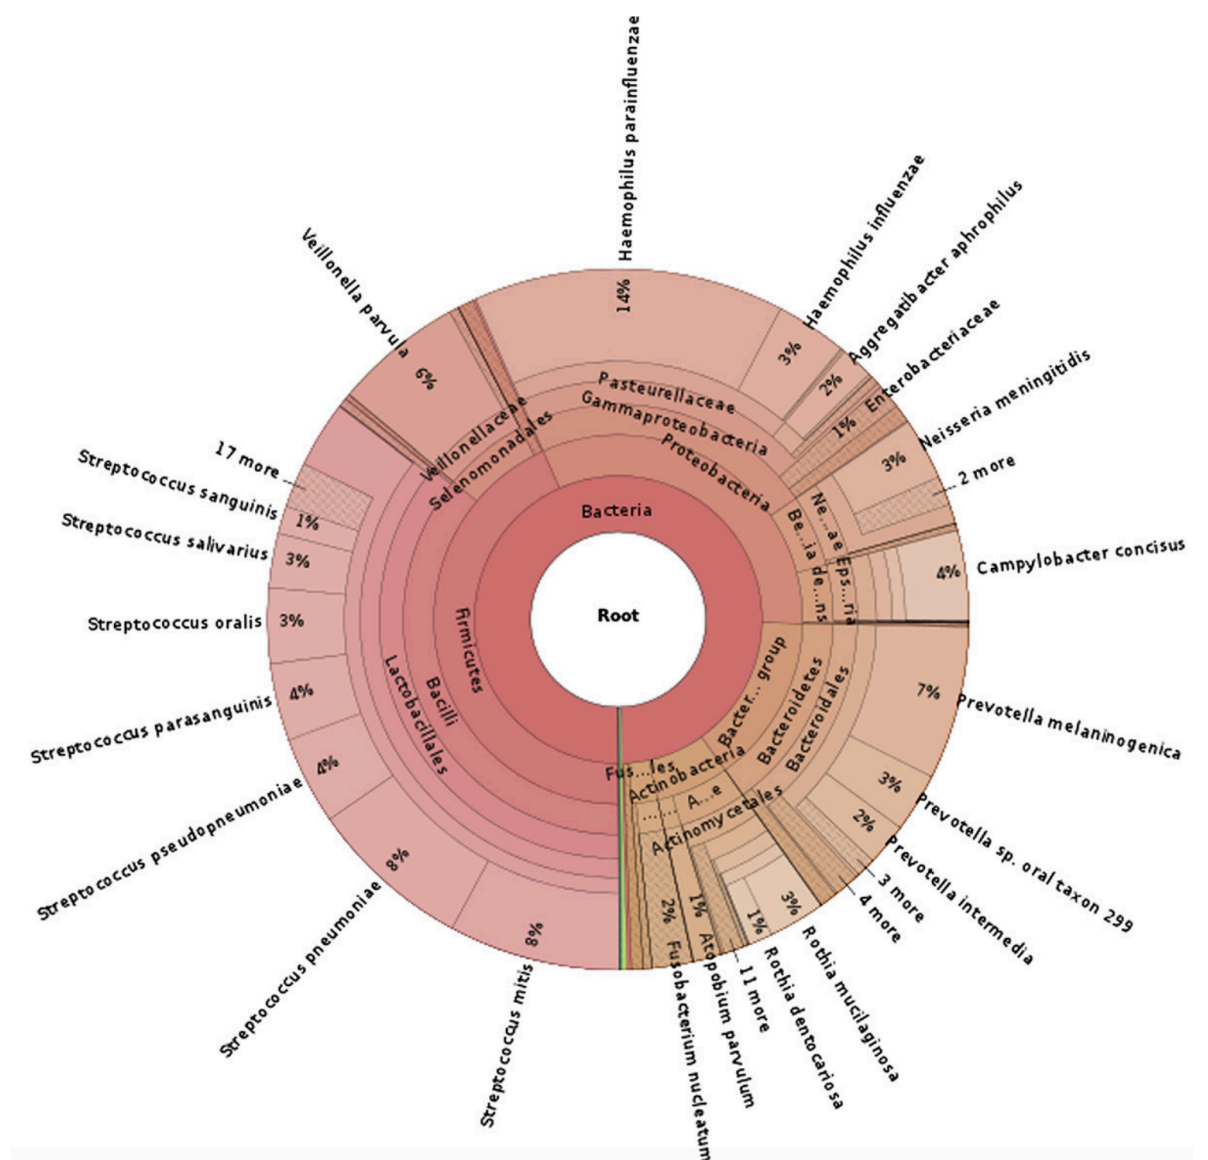 Haemophilus parainfluenzae
14%
Haemophilus influenzae
3%
Aggregatibacter aphrophilus
2%
Enterobacteriaceae
1%
Neisseria meningitidis
3%
2 more
Campylobacter concisus
4%
Prevotella melaninogenica
7%
Prevotella sp. oral taxon 299
3%
Prevotella intermedia
2%
3 more
4 more
Rothia mucilaginosa
3%
Rothia dentocariosa
1%
11 more
Atopobium parvulum
1%
Fusobacterium nucleatum
2%
Streptococcus mitis
8%
Streptococcus pneumoniae
8%
Streptococcus pseudopneumoniae
4%
Streptococcus parasanguinis
4%
Streptococcus oralis
3%
Streptococcus salivarius
3%
Streptococcus sanguinis
1%
17 more
Veillonella parvula
6%
Veillonellaceae
Selenomonadales
Pasteurellaceae
Gammaproteobacteria
Proteobacteria
Ne...ae
Be...ia
Eps...ria
de...ns
Bacteria
Root
Firmicutes
Bacilli
Lactobacillales
Bacter... group
Bacteroidetes
Bacteroidales
Fus...les
Actinobacteria
A...e
......
Actinomycetales